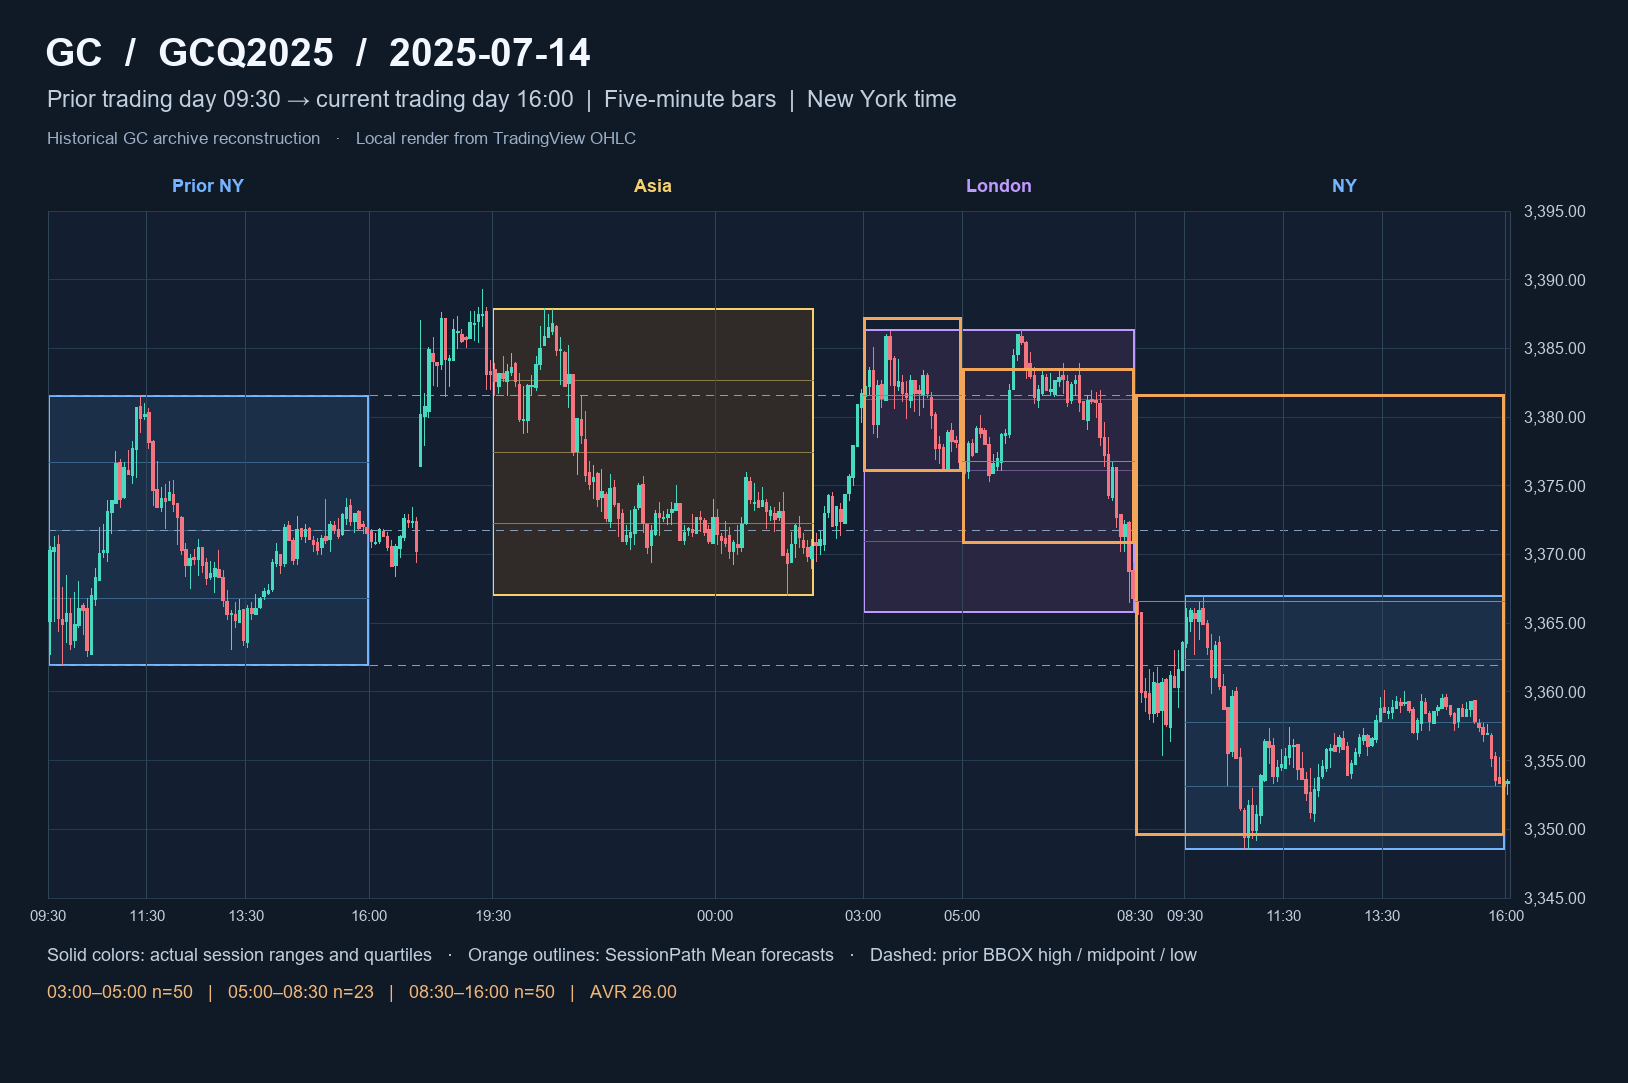 GC / GCQ2025 / 2025-07-14
Prior trading day 09:30 → current trading day 16:00 | Five-minute bars | New York time
Historical GC archive reconstruction · Local render from TradingView OHLC
Prior NY Asia London NY
3,395.00
3,390.00
3,385.00
3,380.00
3,375.00
3,370.00
3,365.00
3,360.00
3,355.00
3,350.00
3,345.00
09:30 11:30 13:30 16:00 19:30 00:00 03:00 05:00 08:30 09:30 11:30 13:30 16:00
Solid colors: actual session ranges and quartiles · Orange outlines: SessionPath Mean forecasts · Dashed: prior BBOX high / midpoint / low
03:00–05:00 n=50 | 05:00–08:30 n=23 | 08:30–16:00 n=50 | AVR 26.00